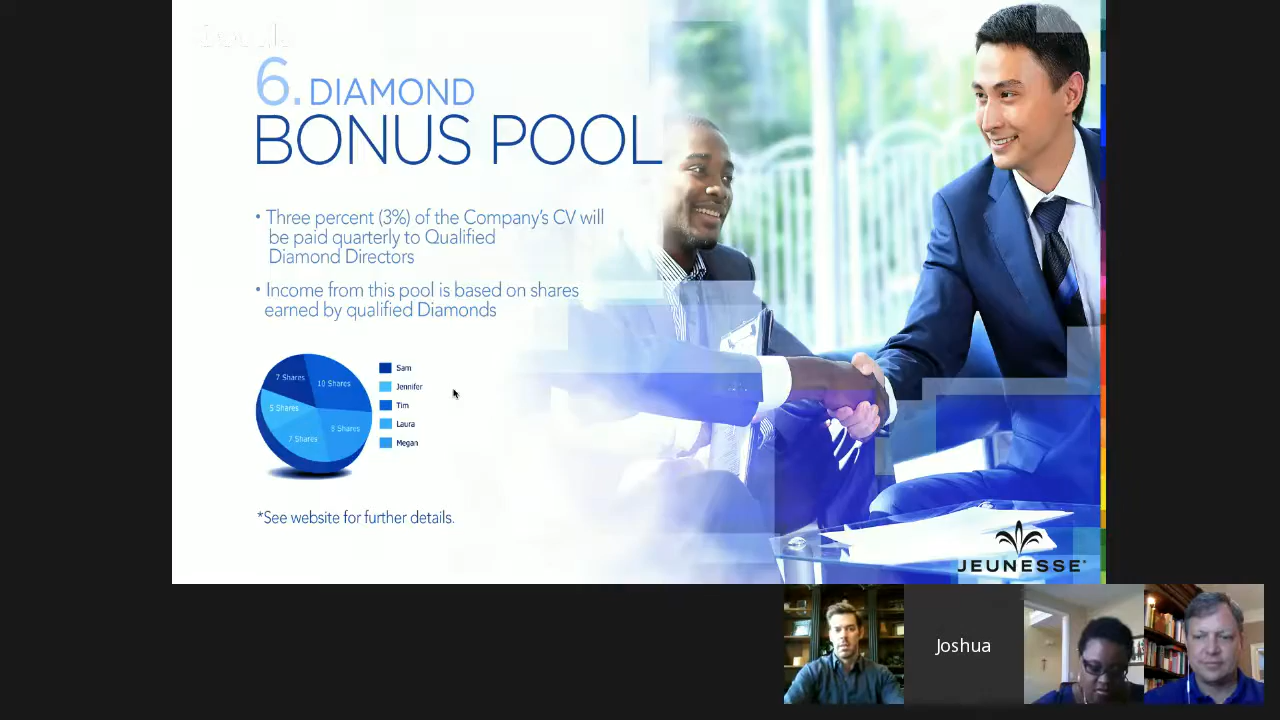 6. DIAMOND
BONUS POOL
• Three percent (3%) of the Company's CV will
be paid quarterly to Qualified
Diamond Directors
• Income from this pool is based on shares
earned by qualified Diamonds
7 Shares
10 Shares
5 Shares
7 Shares
Shares
Sam
Jennifer
Tim
Laura
Megan
*See website for further details.
JEUNESSE
Joshua